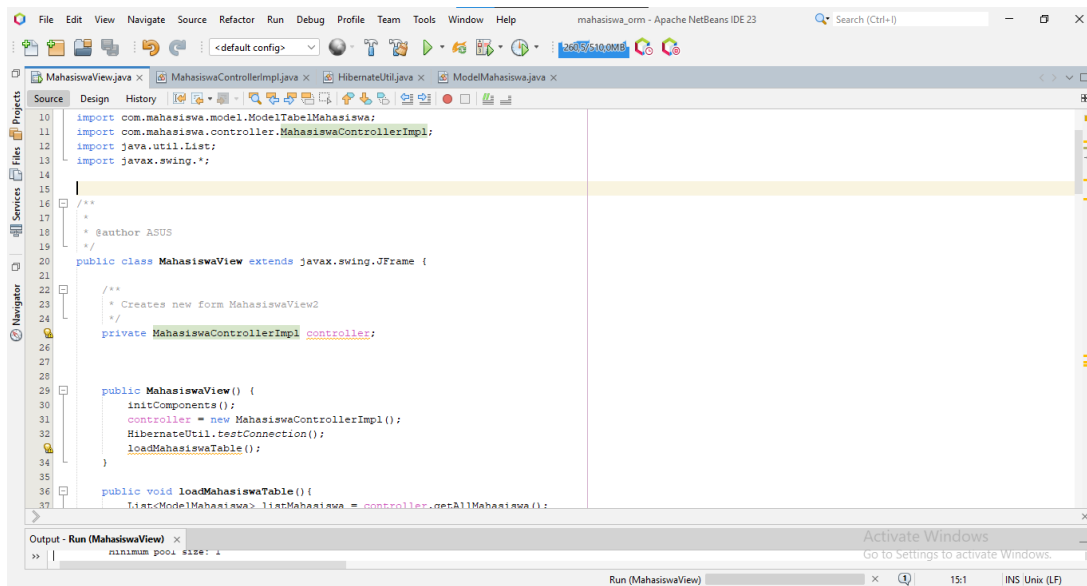 File Edit View Navigate Source Refactor Run Debug Profile Team Tools Window Help mahasiswa_orm - Apache NetBeans IDE 23 Search (Ctrl+I)
<default config> 260,5/510,0MB
MahasiswaView.java × MahasiswaControllerImpl.java × HibernateUtil.java × ModelMahasiswa.java ×
Source Design History
Projects
Files
Services
Navigator
10 import com.mahasiswa.model.ModelTabelMahasiswa;
11 import com.mahasiswa.controller.MahasiswaControllerImpl;
12 import java.util.List;
13 import javax.swing.*;
14
15
16 /**
17 *
18 * @author ASUS
19 */
20 public class MahasiswaView extends javax.swing.JFrame {
21
22 /**
23 * Creates new form MahasiswaView2
24 */
private MahasiswaControllerImpl controller;
26
27
28
29 public MahasiswaView() {
30 initComponents();
31 controller = new MahasiswaControllerImpl();
32 HibernateUtil.testConnection();
loadMahasiswaTable();
34 }
35
36 public void loadMahasiswaTable(){
37 List<ModelMahasiswa> listMahasiswa = controller.getAllMahasiswa();
Output - Run (MahasiswaView) ×
Minimum pool size: 1
Activate Windows
Go to Settings to activate Windows.
Run (MahasiswaView) 1 15:1 INS Unix (LF)